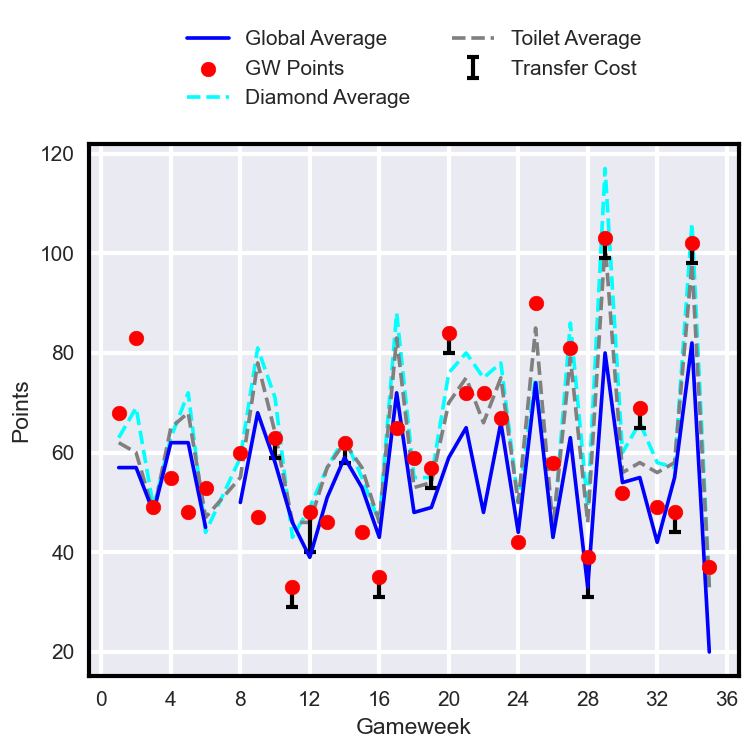 Global Average
Toilet Average
GW Points
Transfer Cost
Diamond Average
120
100
80
60
40
20
Points
0 4 8 12 16 20 24 28 32 36
Gameweek